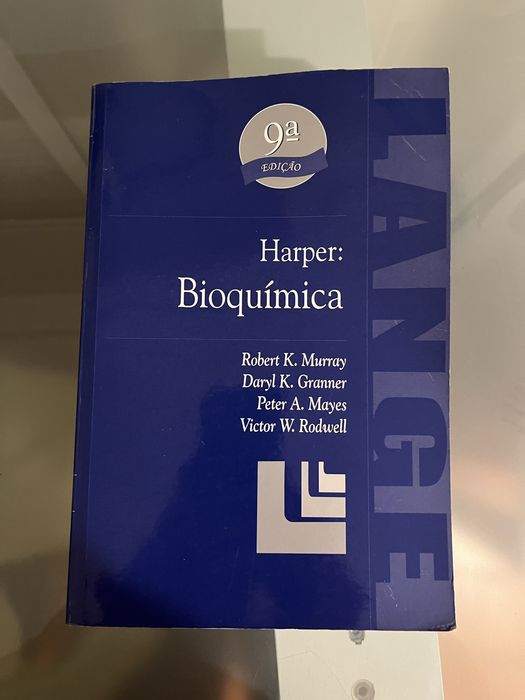 9ª
EDIÇÃO
Harper:
Bioquímica
Robert K. Murray
Daryl K. Granner
Peter A. Mayes
Victor W. Rodwell
LANGE